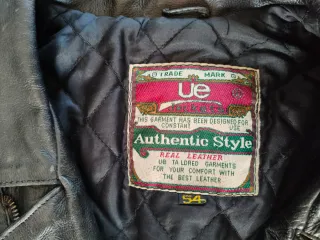 TRADE MARK
ue
THIS GARMENT HAS BEEN DESIGNED FOR
CONSTANT USE
Authentic Style
REAL LEATHER
UB TAILORED GARMENTS
FOR YOUR COMFORT WITH
THE BEST LEATHER
54